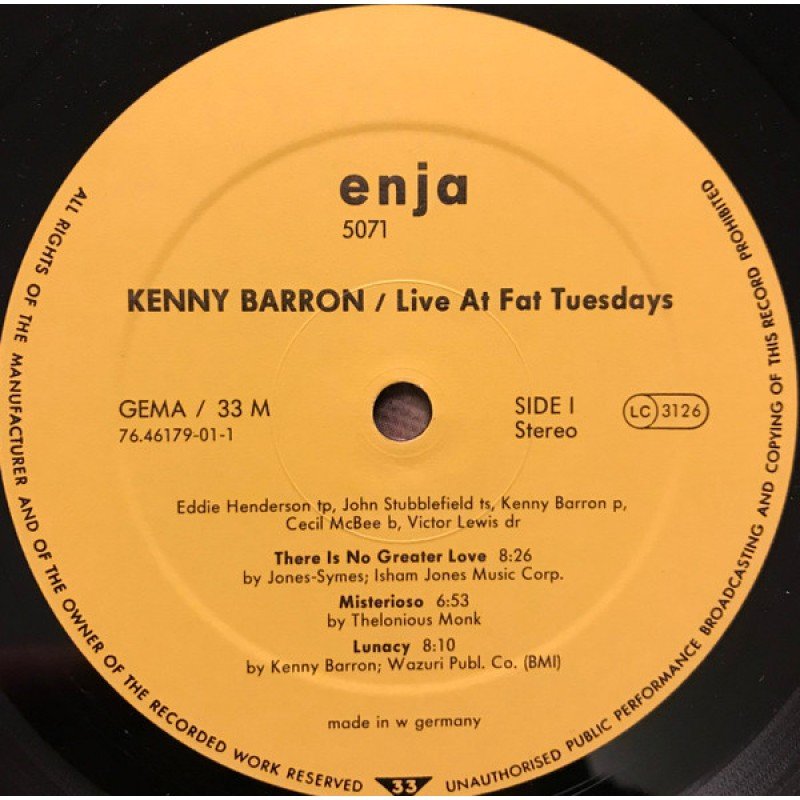 enja
5071
KENNY BARRON / Live At Fat Tuesdays
GEMA / 33 M
76.46179-01-1
SIDE I
Stereo
LC 3126
Eddie Henderson tp, John Stubblefield ts, Kenny Barron p,
Cecil McBee b, Victor Lewis dr
There Is No Greater Love 8:26
by Jones-Symes; Isham Jones Music Corp.
Misterioso 6:53
by Thelonious Monk
Lunacy 8:10
by Kenny Barron; Wazuri Publ. Co. (BMI)
made in w germany
ALL RIGHTS OF THE MANUFACTURER AND OF THE OWNER OF THE RECORDED WORK RESERVED
33
UNAUTHORISED PUBLIC PERFORMANCE BROADCASTING AND COPYING OF THIS RECORD PROHIBITED